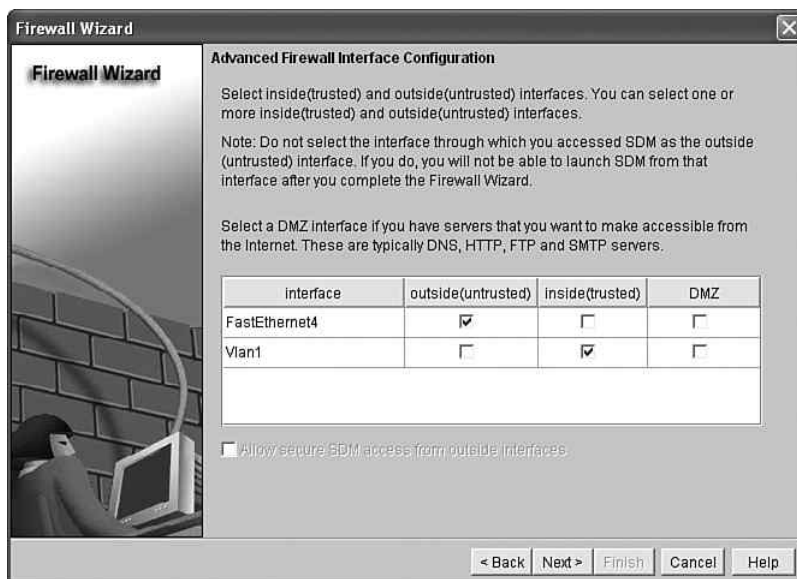 Firewall Wizard
Firewall Wizard
Advanced Firewall Interface Configuration
Select inside(trusted) and outside(untrusted) interfaces. You can select one or
more inside(trusted) and outside(untrusted) interfaces.
Note: Do not select the interface through which you accessed SDM as the outside
(untrusted) interface. If you do, you will not be able to launch SDM from that
interface after you complete the Firewall Wizard.
Select a DMZ interface if you have servers that you want to make accessible from
the Internet. These are typically DNS, HTTP, FTP and SMTP servers.
interface outside(untrusted) inside(trusted) DMZ
FastEthernet4
Vlan1
Allow secure SDM access from outside interfaces
< Back Next > Finish Cancel Help